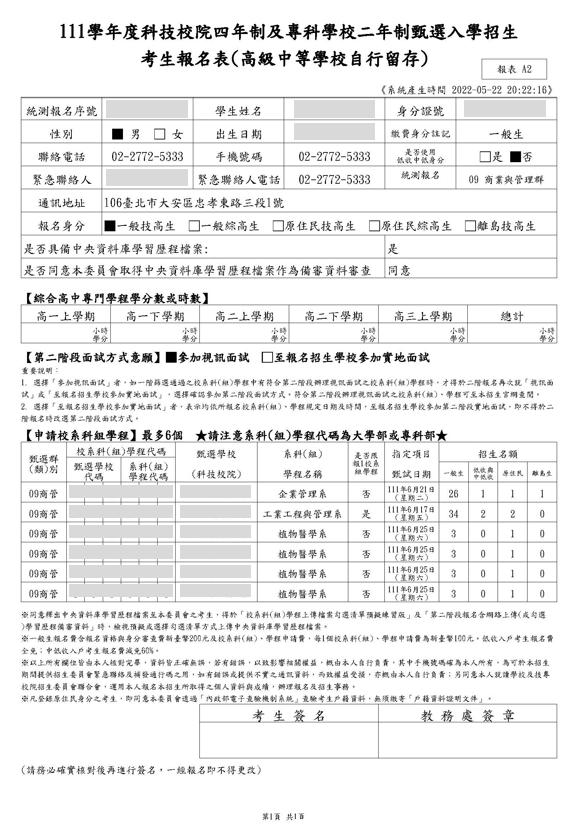 111學年度科技校院四年制及專科學校二年制甄選入學招生
考生報名表(高級中等學校自行留存)
報表 A2
《系統產生時間 2022-05-22 20:22:16》
統測報名序號 學生姓名 身分證號
性別 ■ 男 □ 女 出生日期 繳費身分註記 一般生
聯絡電話 02-2772-5333 手機號碼 02-2772-5333 是否使用低收中低身分 □是 ■否
緊急聯絡人 緊急聯絡人電話 02-2772-5333 統測報名 09 商業與管理群
通訊地址 106臺北市大安區忠孝東路三段1號
報名身分 ■一般技高生 □一般綜高生 □原住民技高生 □原住民綜高生 □離島技高生
是否具備中央資料庫學習歷程檔案: 是
是否同意本委員會取得中央資料庫學習歷程檔案作為備審資料審查 同意
【綜合高中專門學程學分數或時數】
高一上學期 高一下學期 高二上學期 高二下學期 高三上學期 總計
小時 小時 小時 小時 小時 小時
學分 學分 學分 學分 學分 學分
【第二階段面試方式意願】■參加視訊面試 □至報名招生學校參加實地面試
重要說明：
1. 選擇「參加視訊面試」者，如一階篩選通過之校系科(組)學程中有符合第二階段辦理視訊面試之校系科(組)學程時，才得於二階報名再次就「視訊面
試」或「至報名招生學校參加實地面試」，選擇確認參加第二階段面試方式。符合第二階段辦理視訊面試之校系科(組)、學程可至本招生官網查閱。
2. 選擇「至報名招生學校參加實地面試」者，表示均依所報名校系科(組)、學程規定日期及時間，至報名招生學校參加第二階段實地面試，即不得於二
階報名時改選第二階段面試方式。
【申請校系科組學程】最多6個 ★請注意系科(組)學程代碼為大學部或專科部★
甄選群(類)別 校系科(組)學程代碼 甄選學校代碼 系科(組)學程代碼 甄選學校(科技校院) 系科(組)學程名稱 是否限報1校系組學程 指定項目甄試日期 招生名額 一般生 低收與中低收 原住民 離島生
09商管 企業管理系 否 111年6月21日(星期二) 26 1 1 1
09商管 工業工程與管理系 是 111年6月17日(星期五) 34 2 2 0
09商管 植物醫學系 否 111年6月25日(星期六) 3 0 1 0
09商管 植物醫學系 否 111年6月25日(星期六) 3 0 1 0
09商管 植物醫學系 否 111年6月25日(星期六) 3 0 1 0
09商管 植物醫學系 否 111年6月25日(星期六) 3 0 1 0
※同意釋出中央資料庫學習歷程檔案至本委員會之考生，得於「校系科(組)學程上傳檔案勾選清單預擬練習版」及「第二階段報名含網路上傳(或勾選
)學習歷程備審資料」時，檢視預擬或選擇勾選清單方式上傳中央資料庫學習歷程檔案。
※一般生報名費含報名資格與身分審查費新臺幣200元及校系科(組)、學程申請費，每1個校系科(組)、學程申請費為新臺幣100元。低收入戶考生報名費
全免；中低收入戶考生報名費減免60%。
※以上所有欄位皆由本人核對完畢，資料皆正確無誤，若有錯誤，以致影響相關權益，概由本人自行負責，其中手機號碼確為本人所有，為可於本招生
期間提供招生委員會緊急聯絡及補發通行碼之用，如有錯誤或提供不實之通訊資料，而致權益受損，亦概由本人自行負責；另同意本人就讀學校及技專
校院招生委員會聯合會，運用本人報名本招生所取得之個人資料與成績，辦理報名及招生事務。
※凡登錄原住民身分之考生，即同意本委員會透過「內政部電子查驗機制系統」查驗考生戶籍資料，無須繳寄「戶籍資料證明文件」。
考生簽名 教務處簽章
(請務必確實核對後再進行簽名，一經報名即不得更改)
第1頁 共1頁